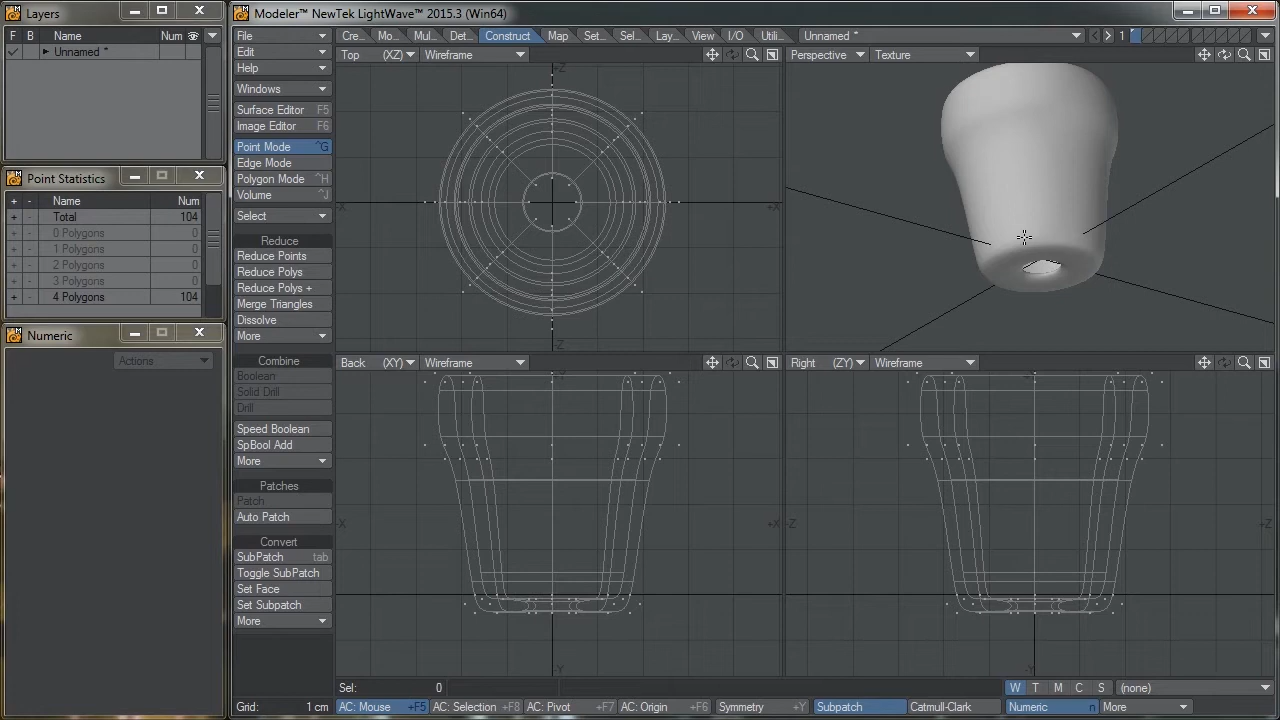 Layers
F B Name Num
Unnamed *
Point Statistics
+ - Name Num
+ - Total 104
+ - 0 Polygons 0
+ - 1 Polygons 0
+ - 2 Polygons 0
+ - 3 Polygons 0
+ - 4 Polygons 104
Numeric
Actions
Modeler™ NewTek LightWave™ 2015.3 (Win64)
File
Edit
Help
Windows
Surface Editor F5
Image Editor F6
Point Mode ^G
Edge Mode
Polygon Mode ^H
Volume ^J
Select
Reduce
Reduce Points
Reduce Polys
Reduce Polys +
Merge Triangles
Dissolve
More
Combine
Boolean
Solid Drill
Drill
Speed Boolean
SpBool Add
More
Patches
Patch
Auto Patch
Convert
SubPatch tab
Toggle SubPatch
Set Face
Set Subpatch
More
Grid: 1 cm
Cre... Mo... Mul... Det... Construct Map Set... Sel... Lay... View I/O Utili... Unnamed * 1
Top (XZ) Wireframe
+Z
-X +X
-Z
Perspective Texture
Back (XY) Wireframe
+Y
-X +X
-Y
Right (ZY) Wireframe
+Y
-Z +Z
-Y
Sel: 0
W T M C S (none)
AC: Mouse +F5 AC: Selection +F8 AC: Pivot +F7 AC: Origin +F6 Symmetry +Y Subpatch Catmull-Clark Numeric n More